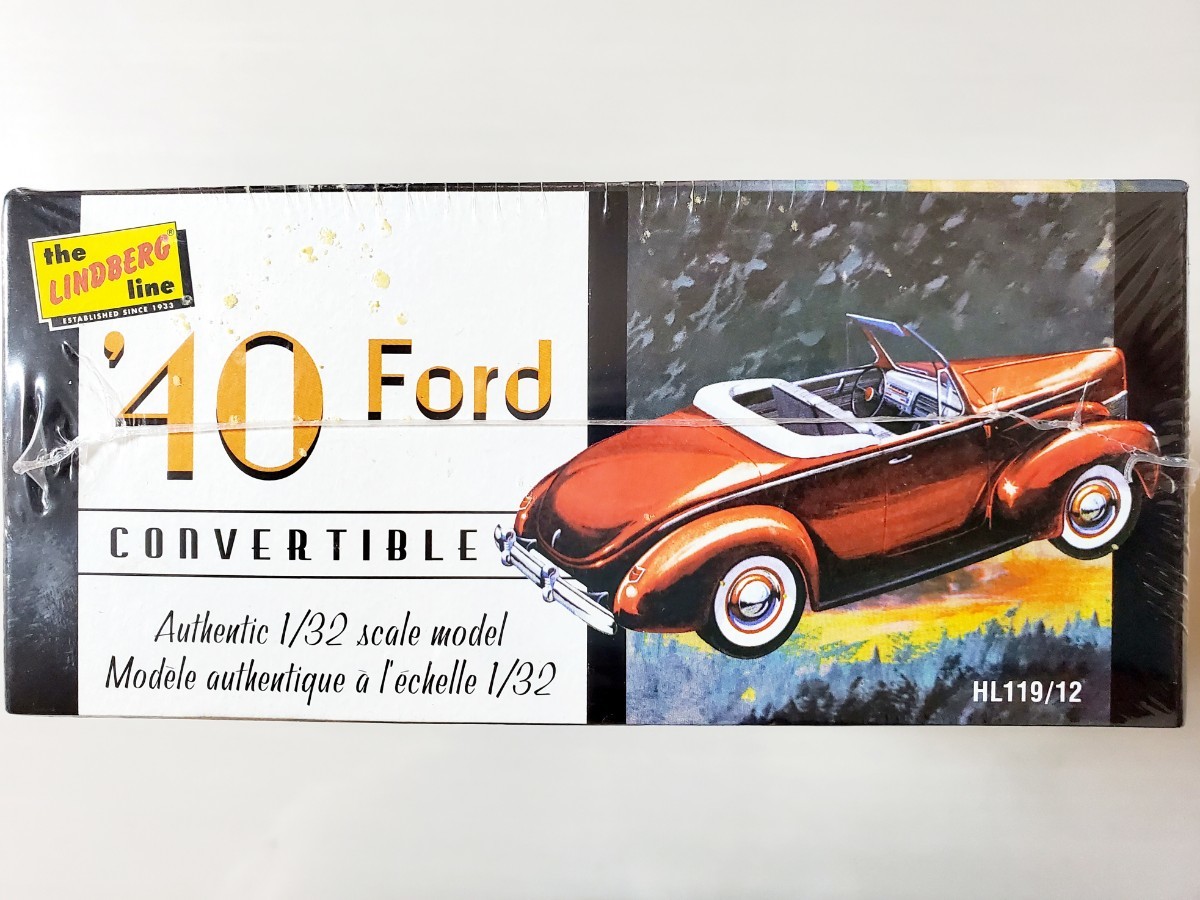 the
LINDBERG®
line
ESTABLISHED SINCE 1933
'40 Ford
CONVERTIBLE
Authentic 1/32 scale model
Modèle authentique à l'échelle 1/32
HL119/12